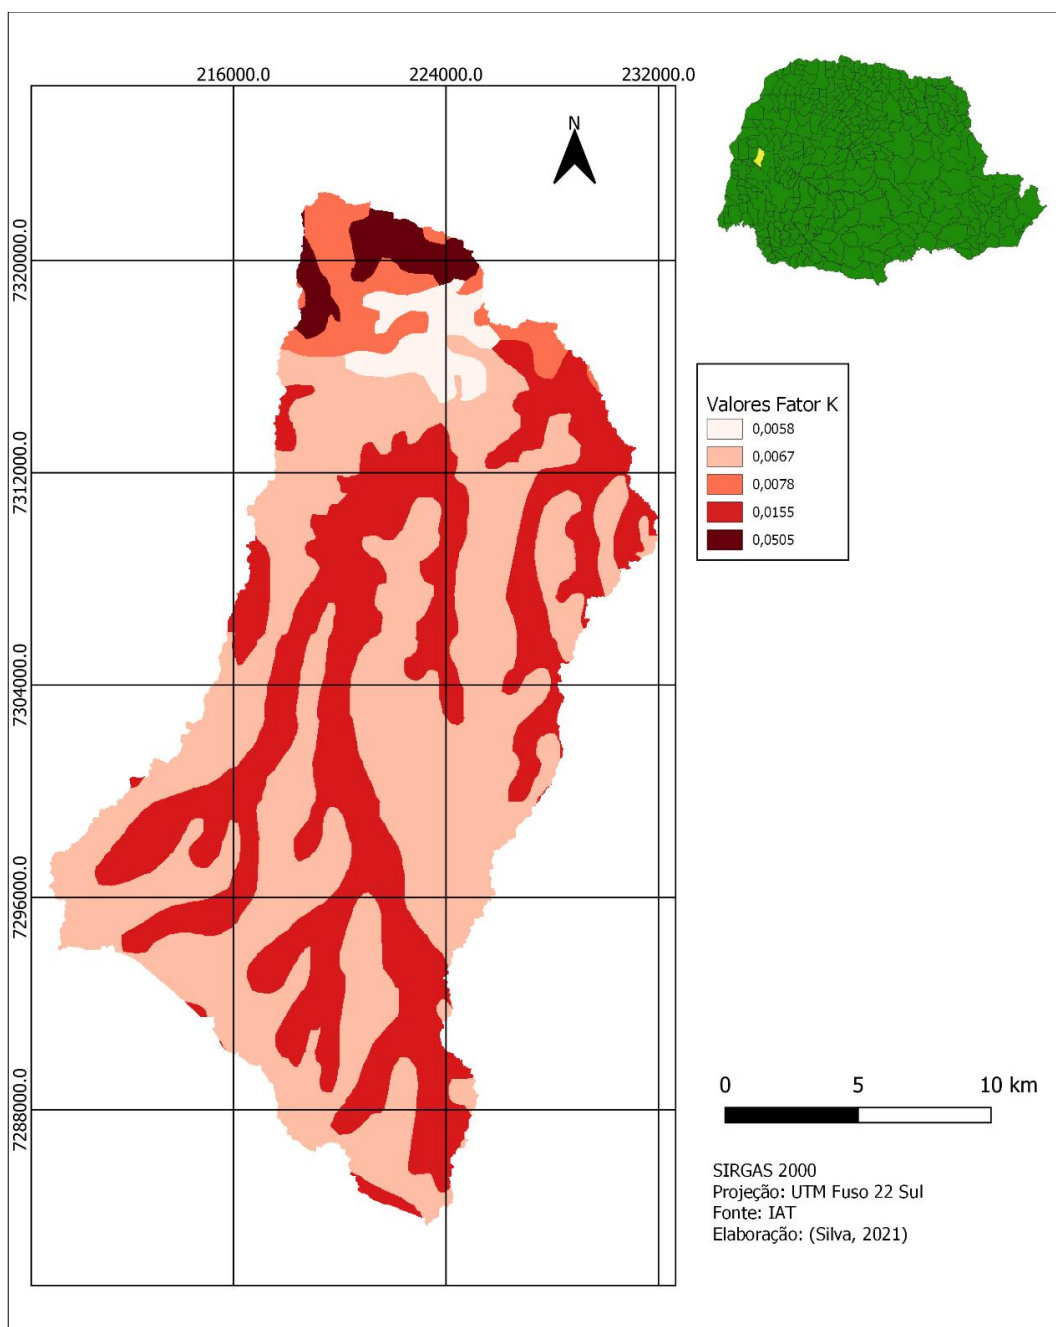 216000.0
224000.0
232000.0
N
7320000.0
7312000.0
7304000.0
7296000.0
7288000.0
Valores Fator K
0,0058
0,0067
0,0078
0,0155
0,0505
0 5 10 km
SIRGAS 2000
Projeção: UTM Fuso 22 Sul
Fonte: IAT
Elaboração: (Silva, 2021)